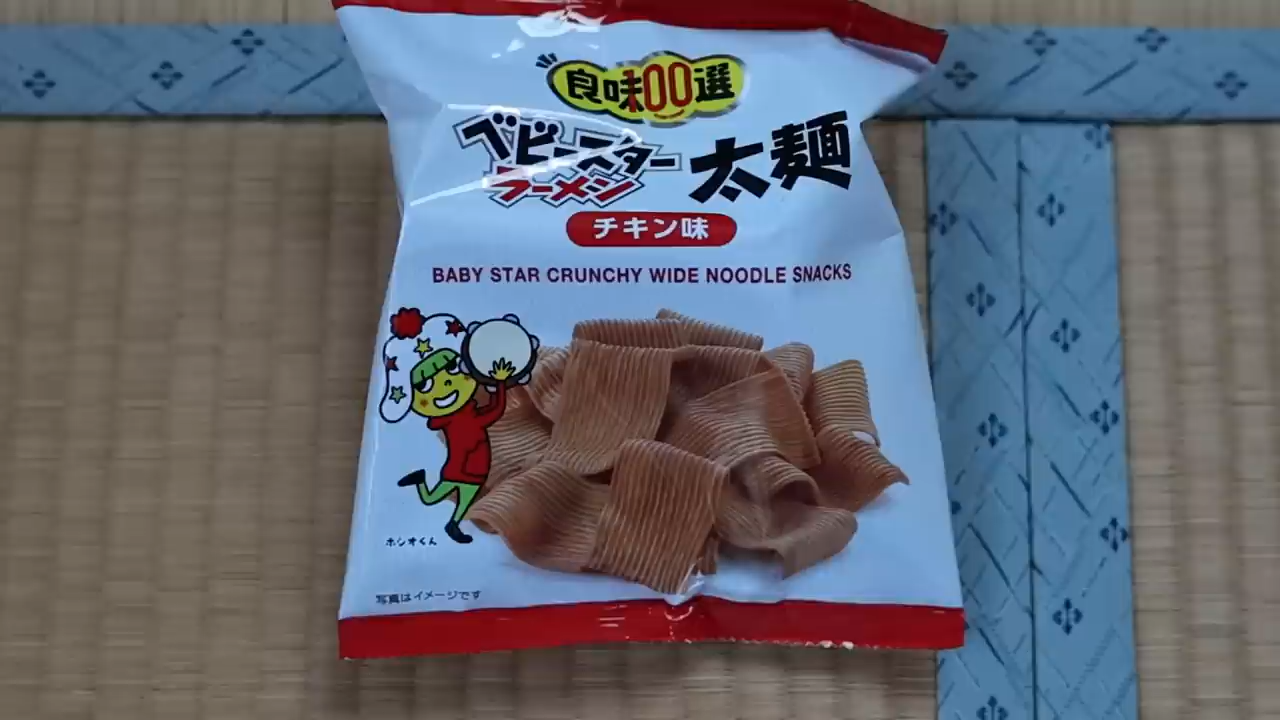 良味100選
ベビースター
ラーメン
太麺
チキン味
BABY STAR CRUNCHY WIDE NOODLE SNACKS
ホシオくん
写真はイメージです